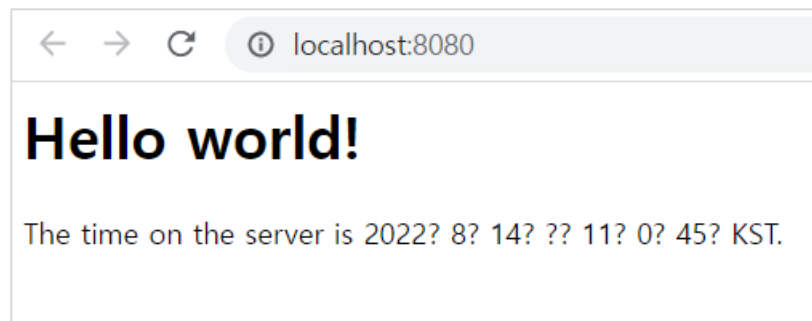 localhost:8080
Hello world!
The time on the server is 2022? 8? 14? ?? 11? 0? 45? KST.